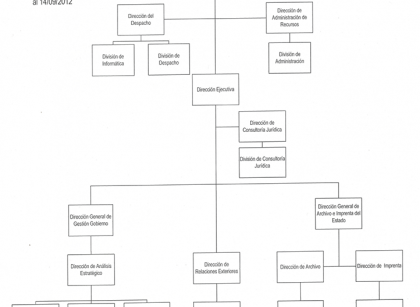 al 14/09/2012
Dirección del
Despacho
Dirección de
Administración de
Recursos
División de
Informática
División de
Despacho
División de
Administración
Dirección Ejecutiva
Dirección de
Consultoría Jurídica
División de Consultoría
Jurídica
Dirección General de
Gestión Gobierno
Dirección General de
Archivo e Imprenta del
Estado
Dirección de Análisis
Estratégico
Dirección de
Relaciones Exteriores
Dirección de Archivo
Dirección de Imprenta